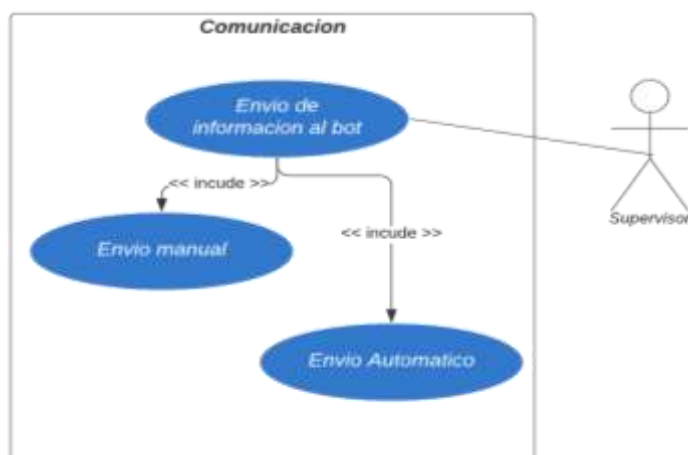 Comunicacion
Envio de
informacion al bot
<< incude >>
Envio manual
<< incude >>
Envio Automatico
Supervisor